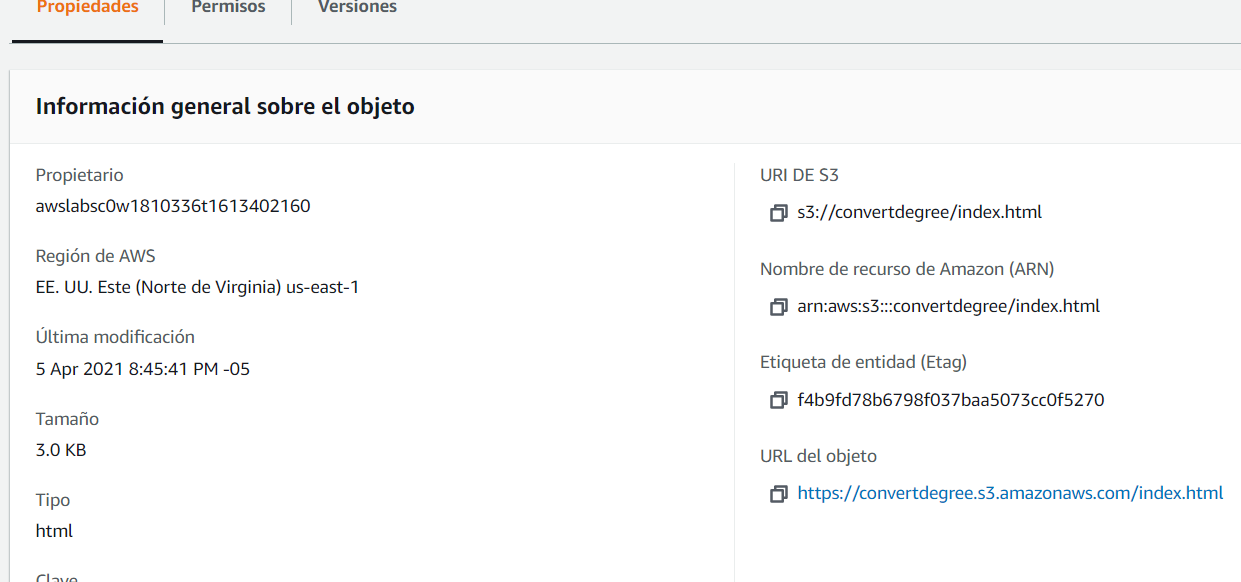 Propiedades Permisos Versiones
Información general sobre el objeto
Propietario
awslabsc0w1810336t1613402160
Región de AWS
EE. UU. Este (Norte de Virginia) us-east-1
Última modificación
5 Apr 2021 8:45:41 PM -05
Tamaño
3.0 KB
Tipo
html
Clave
URI DE S3
s3://convertdegree/index.html
Nombre de recurso de Amazon (ARN)
arn:aws:s3:::convertdegree/index.html
Etiqueta de entidad (Etag)
f4b9fd78b6798f037baa5073cc0f5270
URL del objeto
https://convertdegree.s3.amazonaws.com/index.html